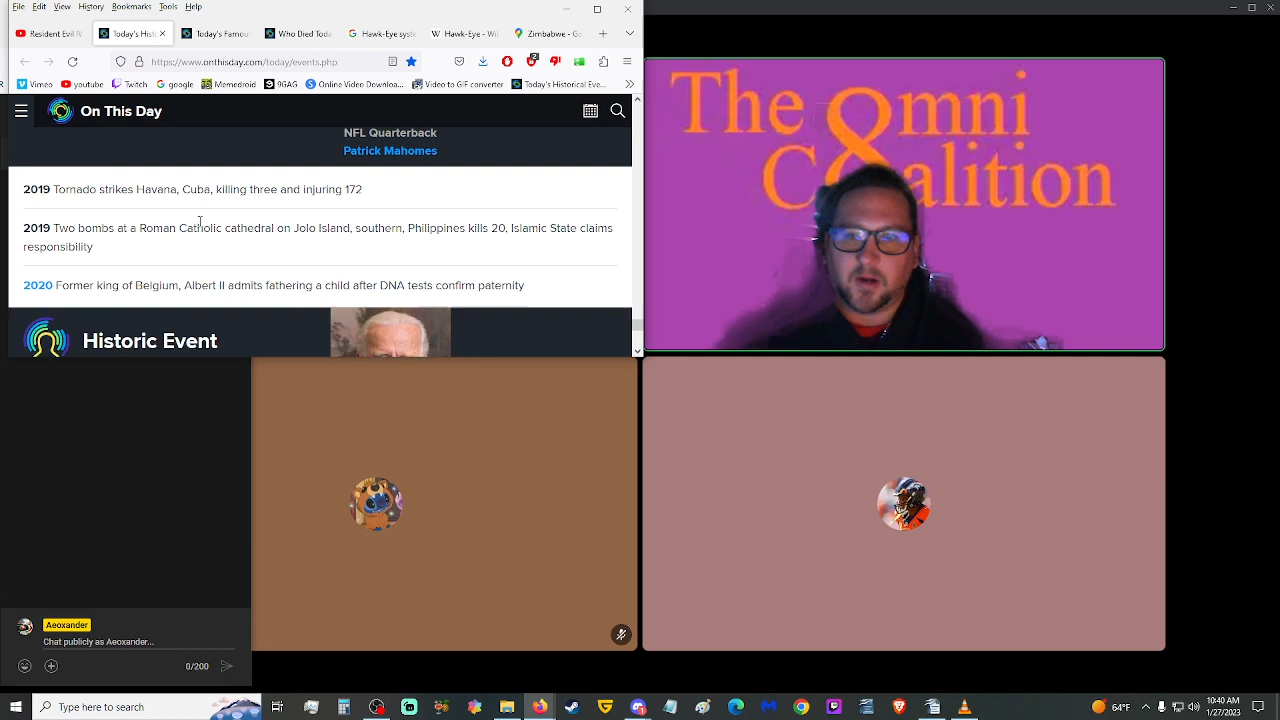 File Edit View History Bookmarks Tools Help
Resident Evil IV Today's Histo Today's Famou Who Died Toda Hawk-Eye syste Hawk-Eye - Wi Zimbabwe - Go
https://www.onthisday.com/today/events.php
Vimeo youtube Twitch google Memedroid 9GAG Online Video Downloa... Video to GIF converter Today's Historical Eve...
On This Day
NFL Quarterback
Patrick Mahomes
2019 Tornado strikes Havana, Cuba, killing three and injuring 172
2019 Two bombs at a Roman Catholic cathedral on Jolo Island, southern, Philippines kills 20, Islamic State claims
responsibility
2020 Former king of Belgium, Albert II admits fathering a child after DNA tests confirm paternity
Historic Event
The 8mni
C8alition
Aeoxander
Chat publicly as Aeoxander...
0/200
Type here to search
64°F
10:40 AM
1/27/2023